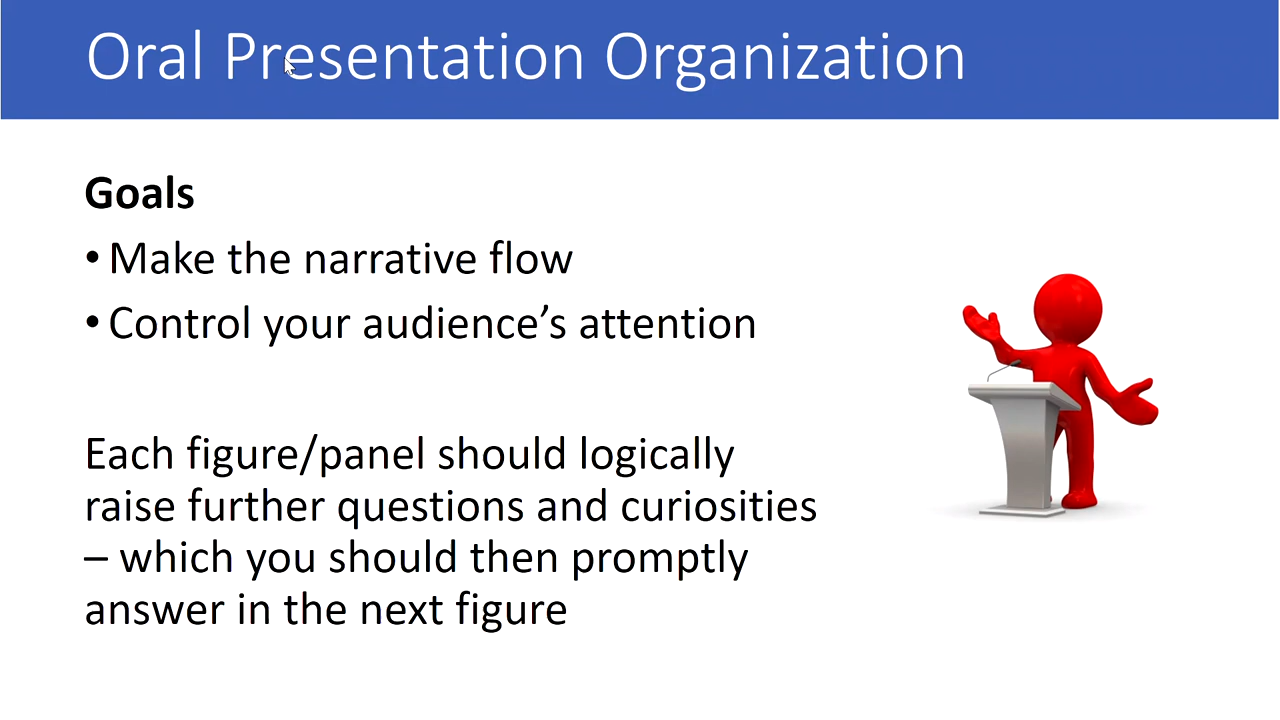 Oral Presentation Organization
Goals
• Make the narrative flow
• Control your audience’s attention
Each figure/panel should logically
raise further questions and curiosities
– which you should then promptly
answer in the next figure